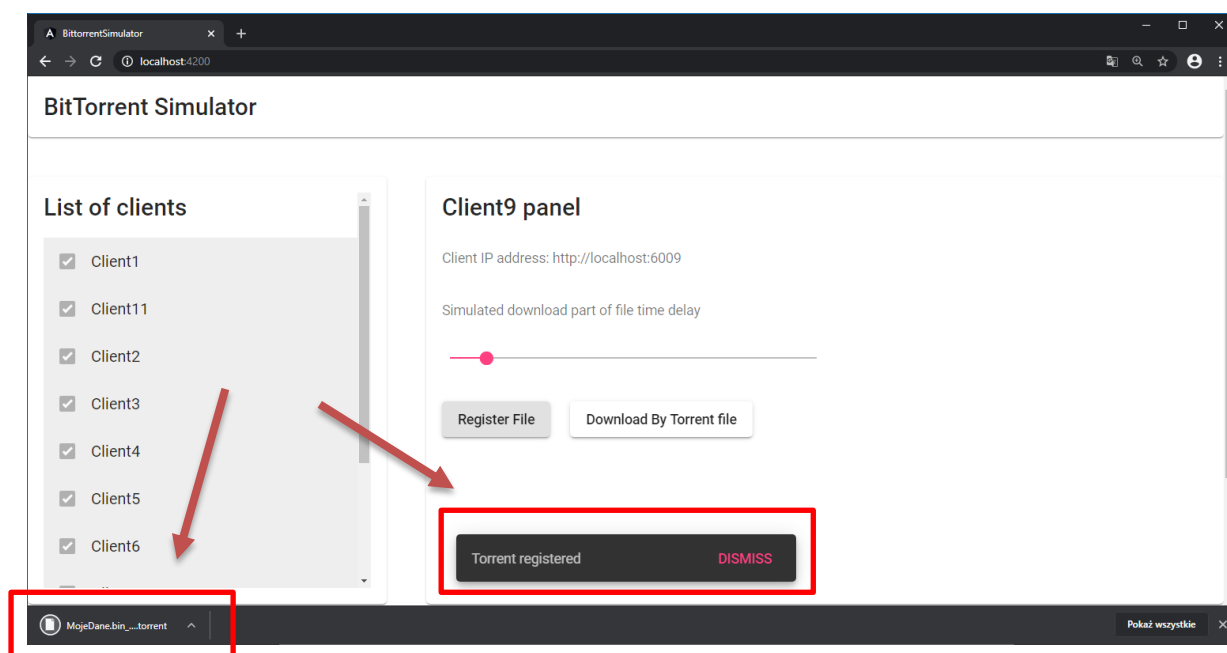 BittorrentSimulator
localhost:4200
BitTorrent Simulator
List of clients
Client1
Client11
Client2
Client3
Client4
Client5
Client6
Client9 panel
Client IP address: http://localhost:6009
Simulated download part of file time delay
Register File
Download By Torrent file
Torrent registered
DISMISS
MojeDane.bin_....torrent
Pokaż wszystkie